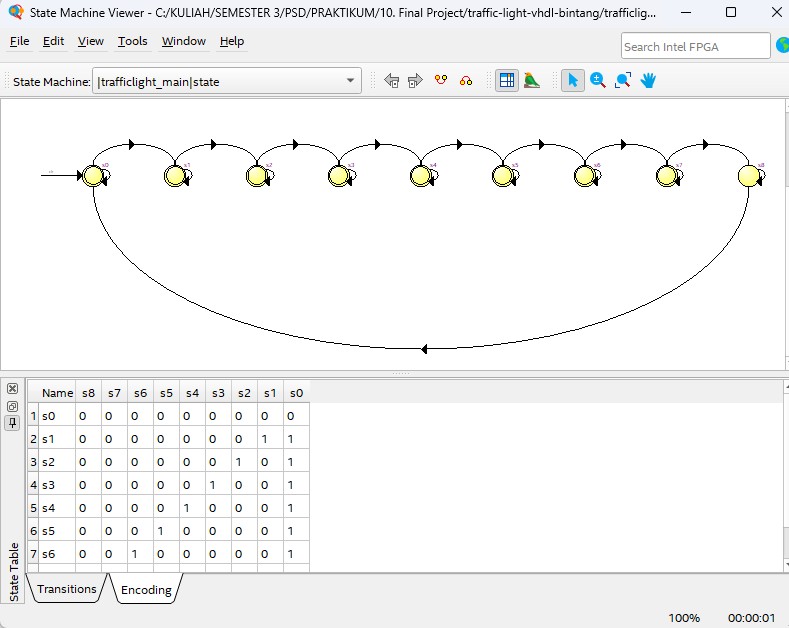 State Machine Viewer - C:/KULIAH/SEMESTER 3/PSD/PRAKTIKUM/10. Final Project/traffic-light-vhdl-bintang/trafficlig...
File Edit View Tools Window Help
Search Intel FPGA
State Machine: |trafficlight_main|state
s0 s1 s2 s3 s4 s5 s6 s7 s8
Name s8 s7 s6 s5 s4 s3 s2 s1 s0
1 s0 0 0 0 0 0 0 0 0 0
2 s1 0 0 0 0 0 0 0 1 1
3 s2 0 0 0 0 0 0 1 0 1
4 s3 0 0 0 0 0 1 0 0 1
5 s4 0 0 0 0 1 0 0 0 1
6 s5 0 0 0 1 0 0 0 0 1
7 s6 0 0 1 0 0 0 0 0 1
State Table
Transitions Encoding
100% 00:00:01